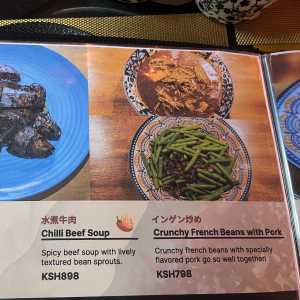 水煮牛肉
Chilli Beef Soup
Spicy beef soup with lively
textured bean sprouts.
KSH898
インゲン炒め
Crunchy French Beans with Pork
Crunchy french beans with specially
flavored pork go so well together!
KSH798